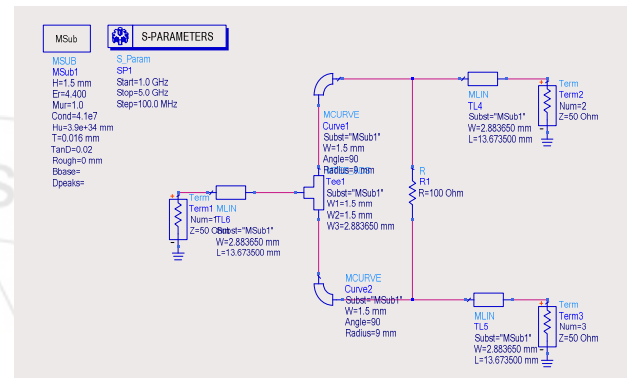 MSub
MSUB
MSub1
H=1.5 mm
Er=4.400
Mur=1.0
Cond=4.1e7
Hu=3.9e+34 mm
T=0.016 mm
TanD=0.02
Rough=0 mm
Bbase=
Dpeaks=
S-PARAMETERS
S_Param
SP1
Start=1.0 GHz
Stop=5.0 GHz
Step=100.0 MHz
MCURVE
Curve1
Subst="MSub1"
W=1.5 mm
Angle=90
Radius=9 mm
Tee1
Subst="MSub1"
W1=1.5 mm
W2=1.5 mm
W3=2.883650 mm
R
R1
R=100 Ohm
MLIN
TL4
Subst="MSub1"
W=2.883650 mm
L=13.673500 mm
Term
Term2
Num=2
Z=50 Ohm
Term
Term1
Num=1
Z=50 Ohm
MLIN
TL6
Subst="MSub1"
W=2.883650 mm
L=13.673500 mm
MCURVE
Curve2
Subst="MSub1"
W=1.5 mm
Angle=90
Radius=9 mm
MLIN
TL5
Subst="MSub1"
W=2.883650 mm
L=13.673500 mm
Term
Term3
Num=3
Z=50 Ohm